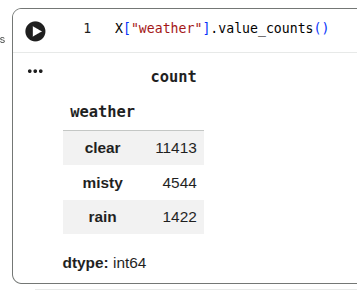 s
1 X["weather"].value_counts()
count
weather
clear 11413
misty 4544
rain 1422
dtype: int64